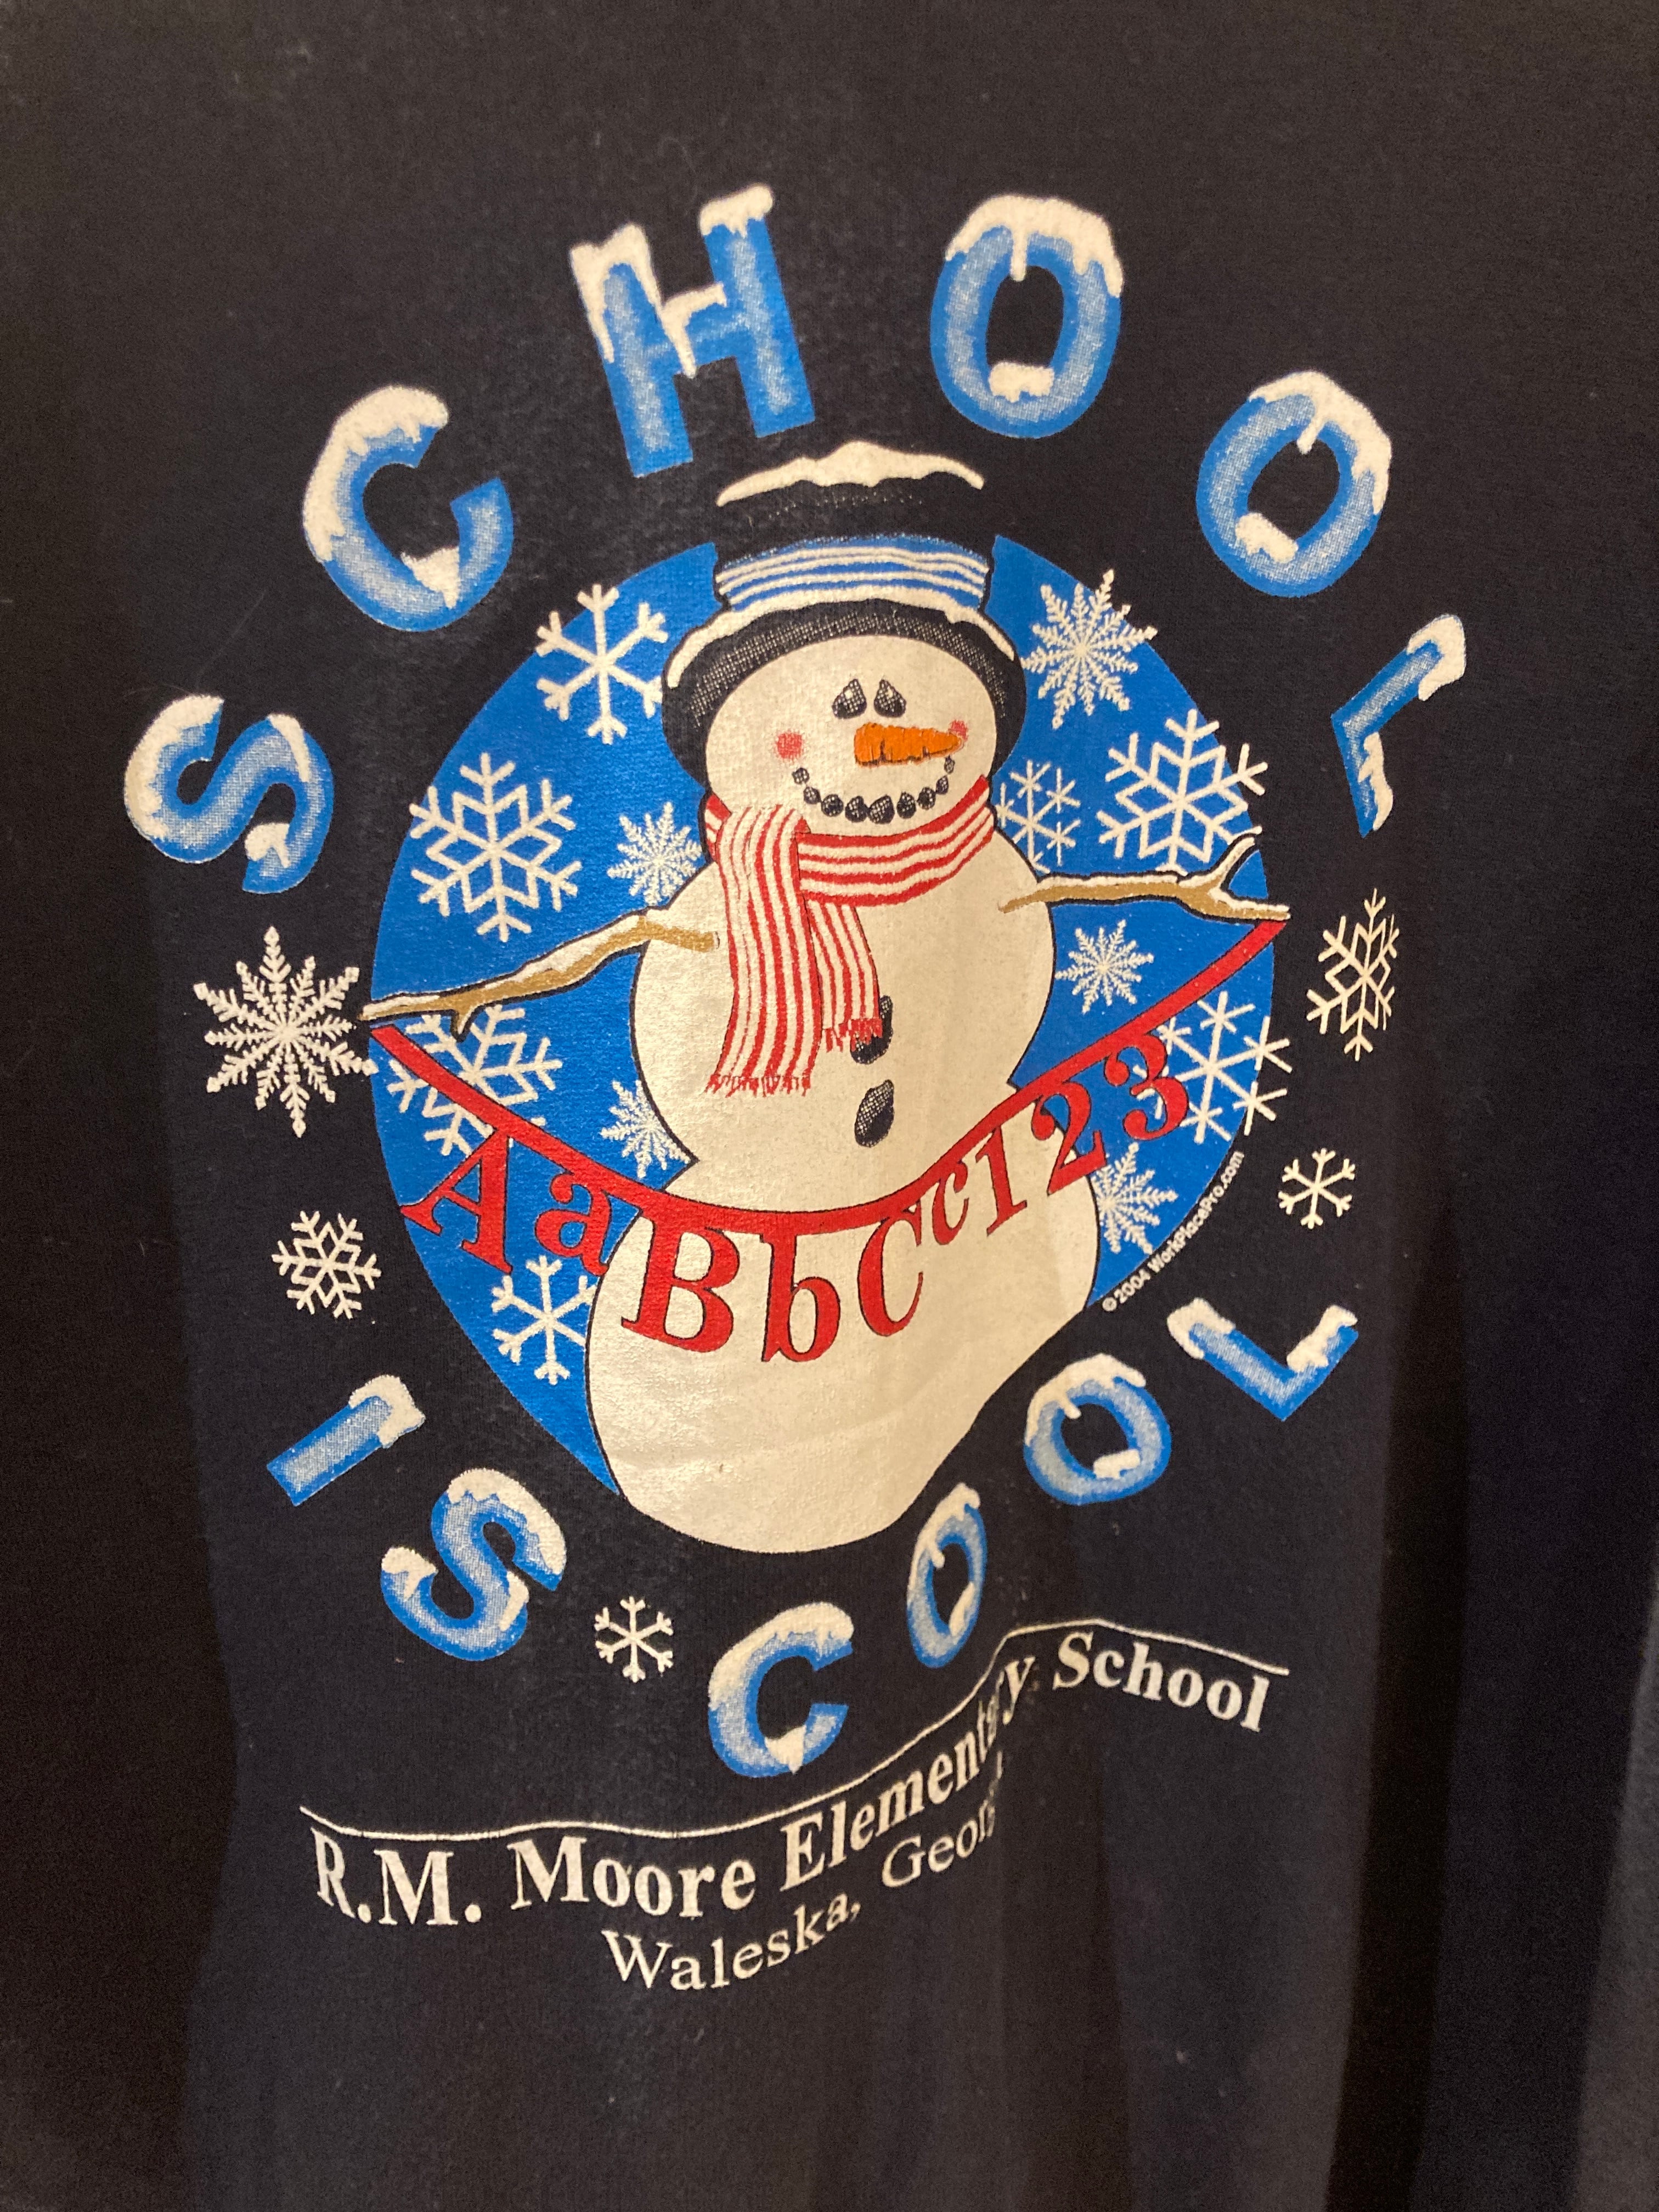 SCHOOL
AaBbCc123
© 2004 WorkPlacePro.com
IS COOL
R.M. Moore Elementary School
Waleska,